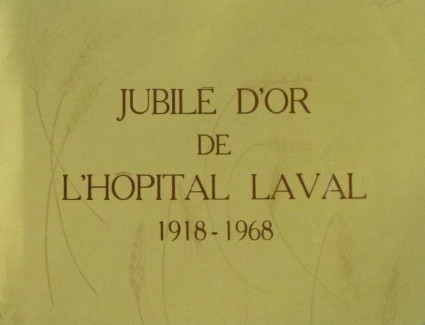 JUBILÉ D'OR
DE
L'HÔPITAL LAVAL
1918-1968